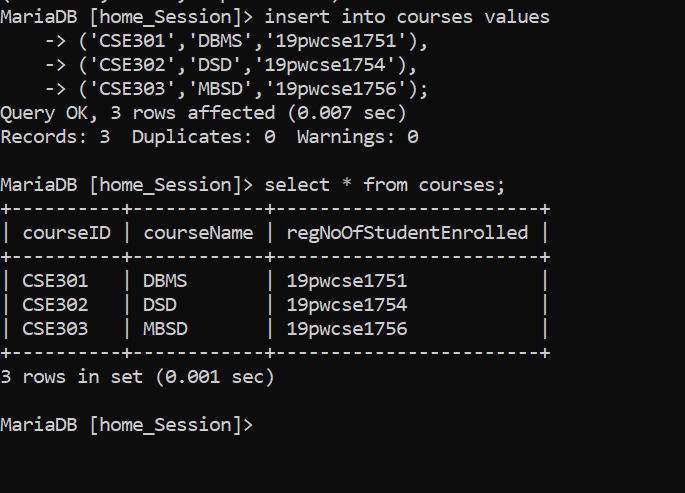 MariaDB [home_Session]> insert into courses values
    -> ('CSE301','DBMS','19pwcse1751'),
    -> ('CSE302','DSD','19pwcse1754'),
    -> ('CSE303','MBSD','19pwcse1756');
Query OK, 3 rows affected (0.007 sec)
Records: 3  Duplicates: 0  Warnings: 0

MariaDB [home_Session]> select * from courses;
+----------+------------+------------------------+
| courseID | courseName | regNoOfStudentEnrolled |
+----------+------------+------------------------+
| CSE301   | DBMS       | 19pwcse1751            |
| CSE302   | DSD        | 19pwcse1754            |
| CSE303   | MBSD       | 19pwcse1756            |
+----------+------------+------------------------+
3 rows in set (0.001 sec)

MariaDB [home_Session]>